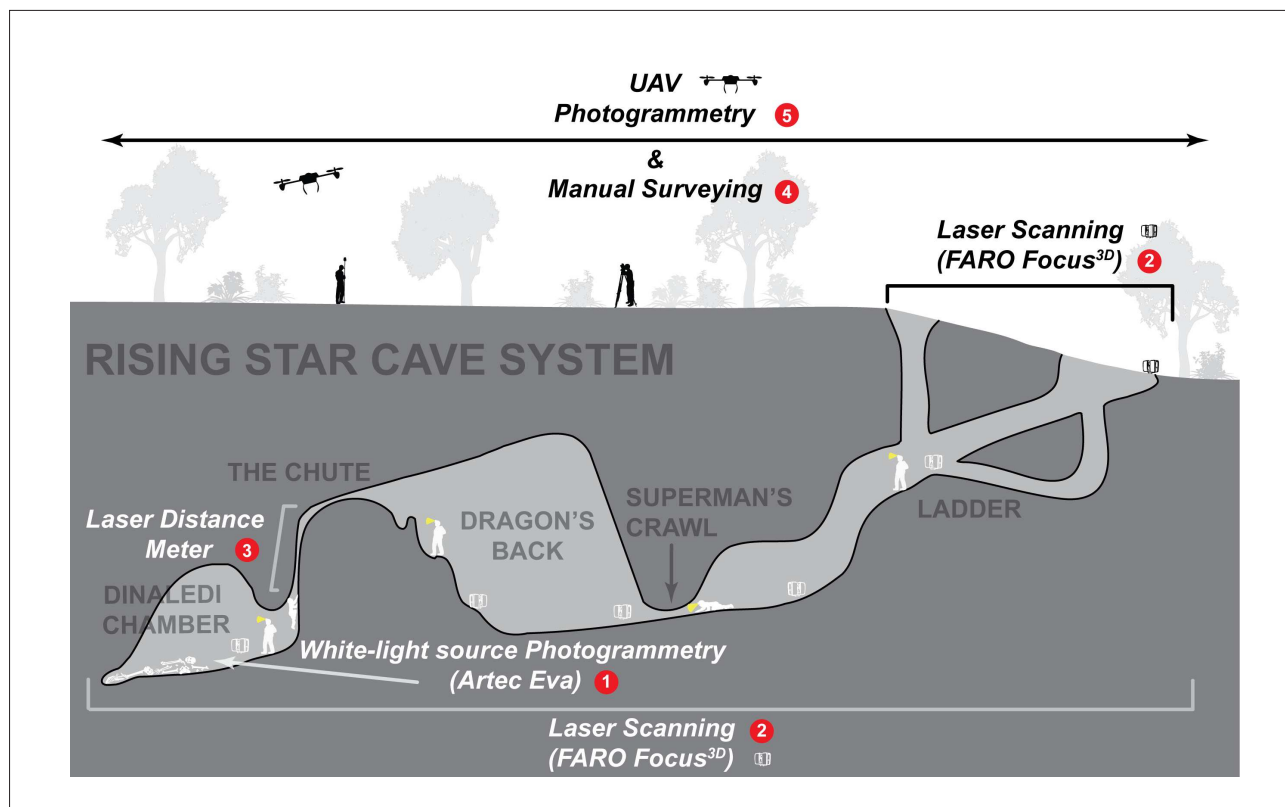 UAV
Photogrammetry 5
&
Manual Surveying 4
Laser Scanning
(FARO Focus3D) 2
RISING STAR CAVE SYSTEM
THE CHUTE
Laser Distance
Meter 3
DRAGON'S
BACK
SUPERMAN'S
CRAWL
LADDER
DINALEDI
CHAMBER
White-light source Photogrammetry
(Artec Eva) 1
Laser Scanning 2
(FARO Focus3D)